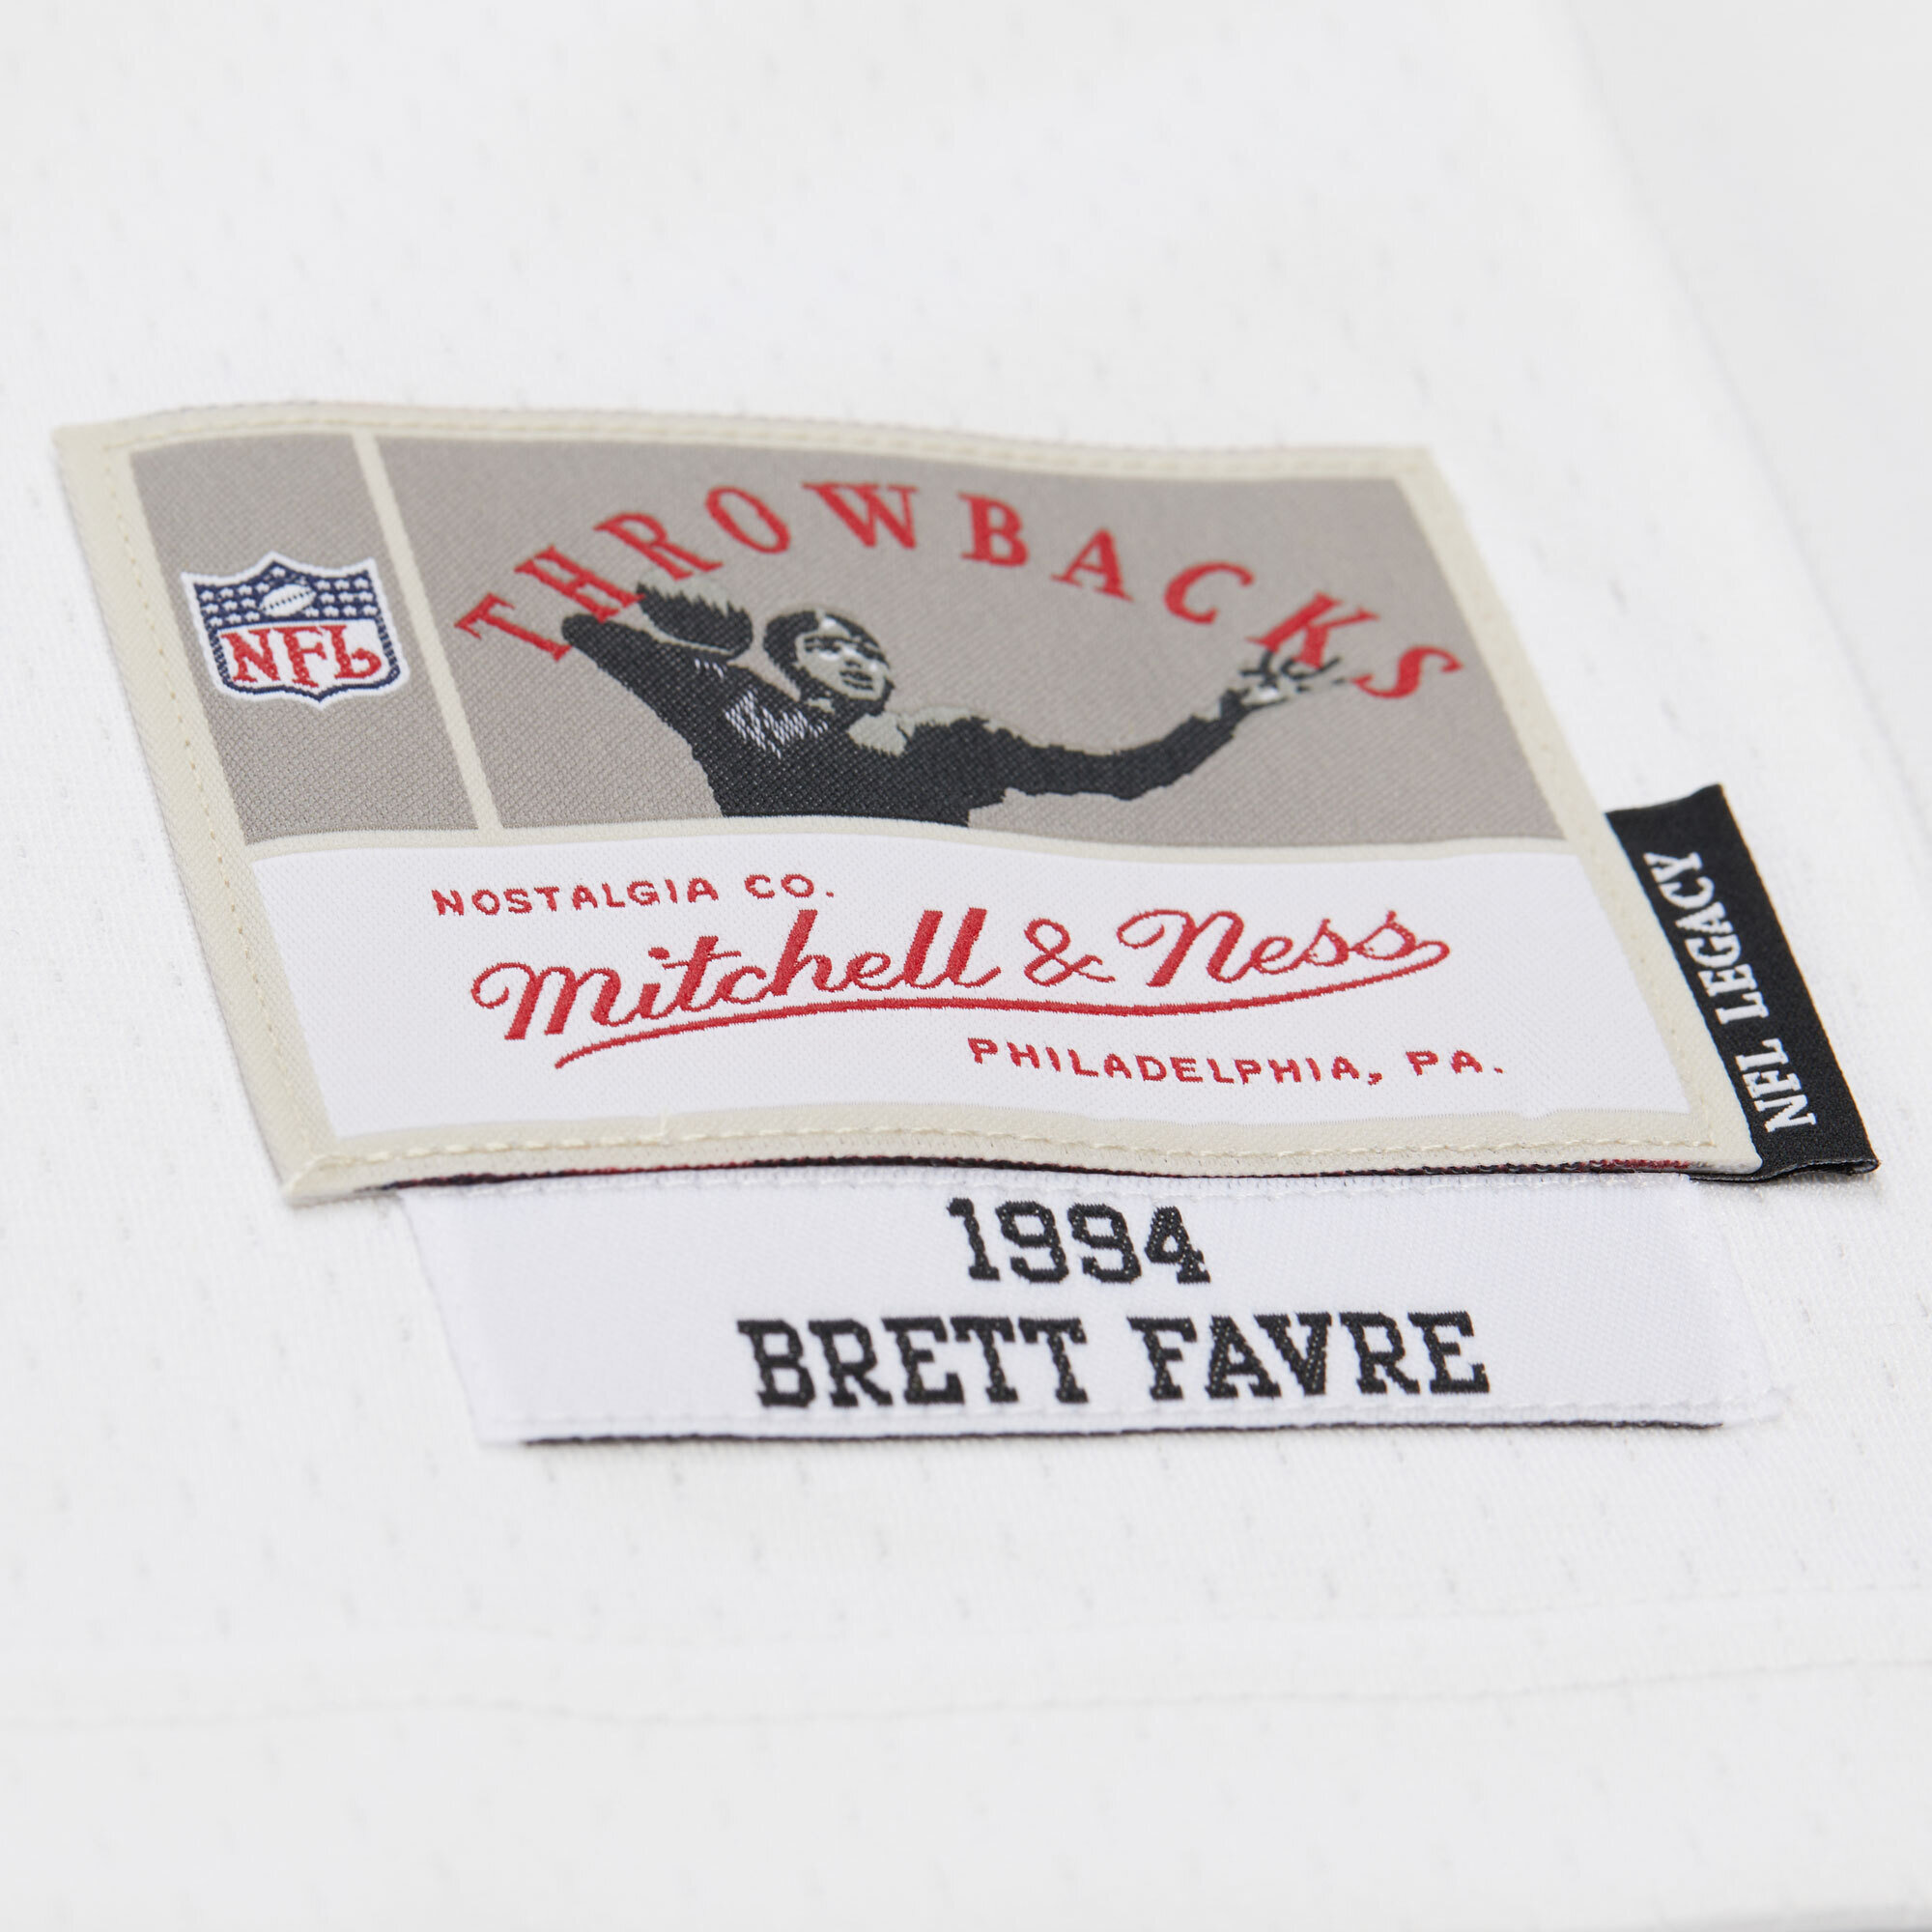 THROWBACKS
NFL
NOSTALGIA CO.
Mitchell & Ness
PHILADELPHIA, PA.
NFL LEGACY
1994
BRETT FAVRE